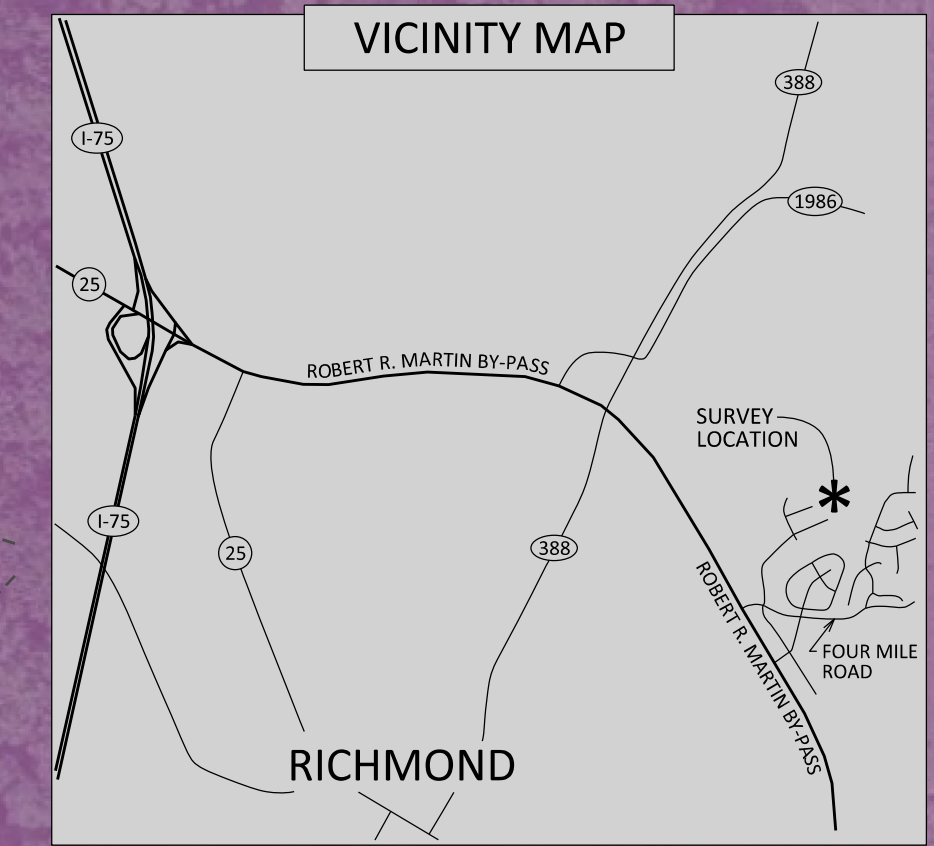 VICINITY MAP
388
I-75
1986
25
ROBERT R. MARTIN BY-PASS
SURVEY
LOCATION
*
I-75
25
388
ROBERT R. MARTIN BY-PASS
FOUR MILE
ROAD
RICHMOND